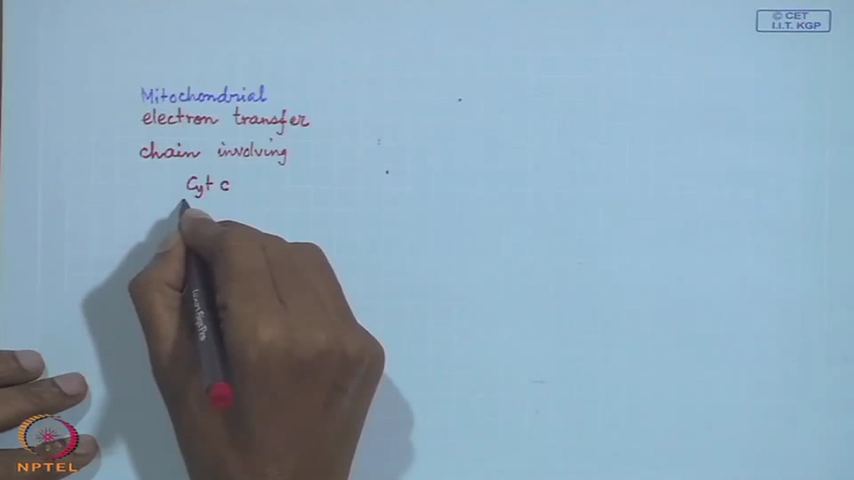 © CET
I.I.T. KGP
Mitochondrial
electron transfer
chain involving
Cyt c
NPTEL